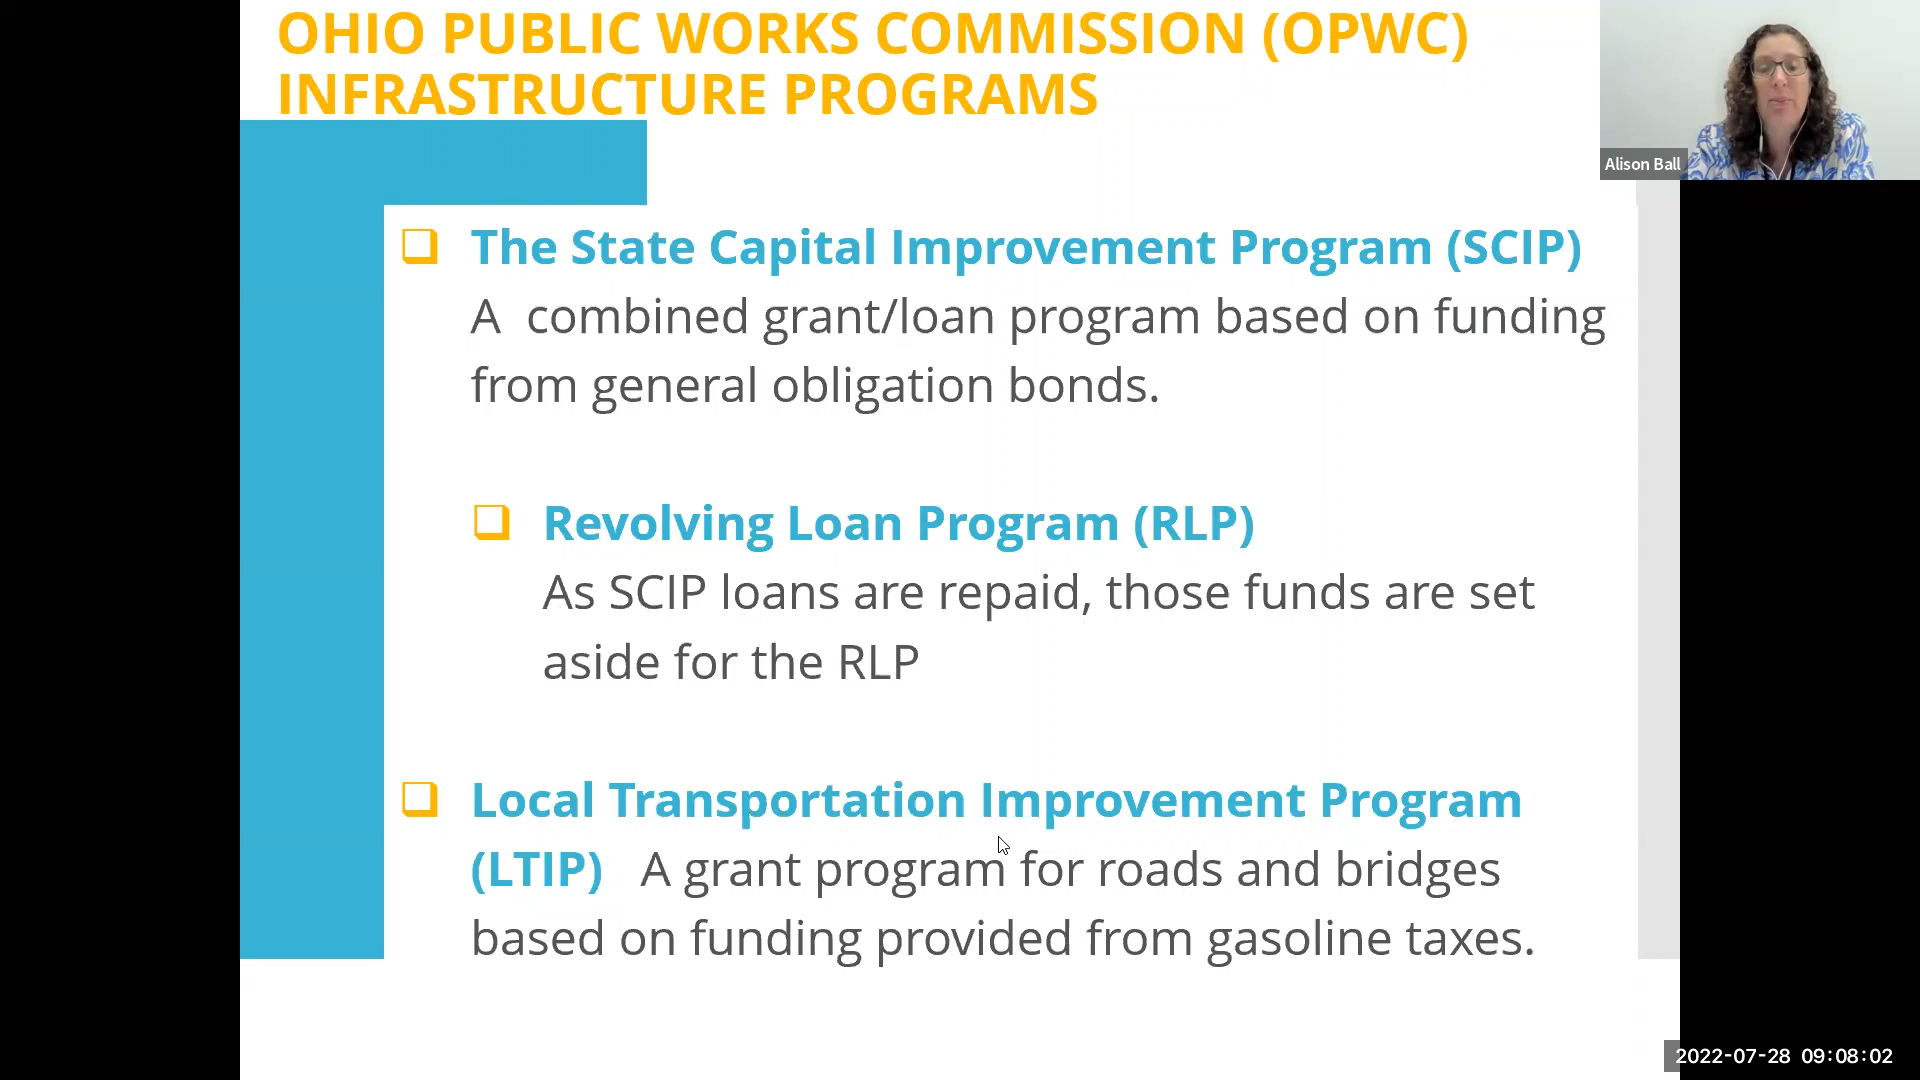 OHIO PUBLIC WORKS COMMISSION (OPWC)
INFRASTRUCTURE PROGRAMS
Alison Ball
The State Capital Improvement Program (SCIP)
A combined grant/loan program based on funding
from general obligation bonds.
Revolving Loan Program (RLP)
As SCIP loans are repaid, those funds are set
aside for the RLP
Local Transportation Improvement Program
(LTIP) A grant program for roads and bridges
based on funding provided from gasoline taxes.
2022-07-28 09:08:02